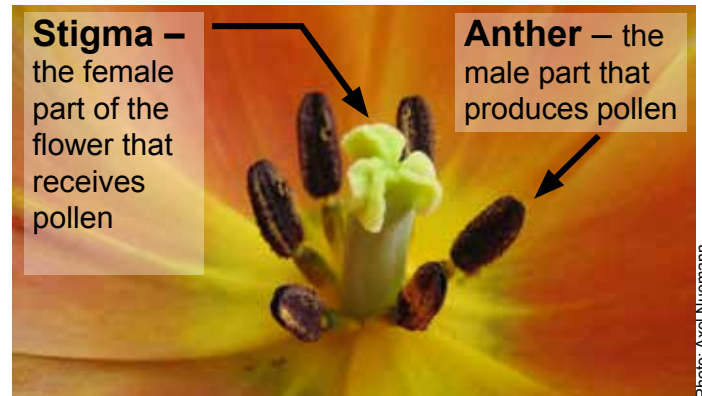 Stigma –
the female
part of the
flower that
receives
pollen
Anther – the
male part that
produces pollen
Photo: Axel Nuemann